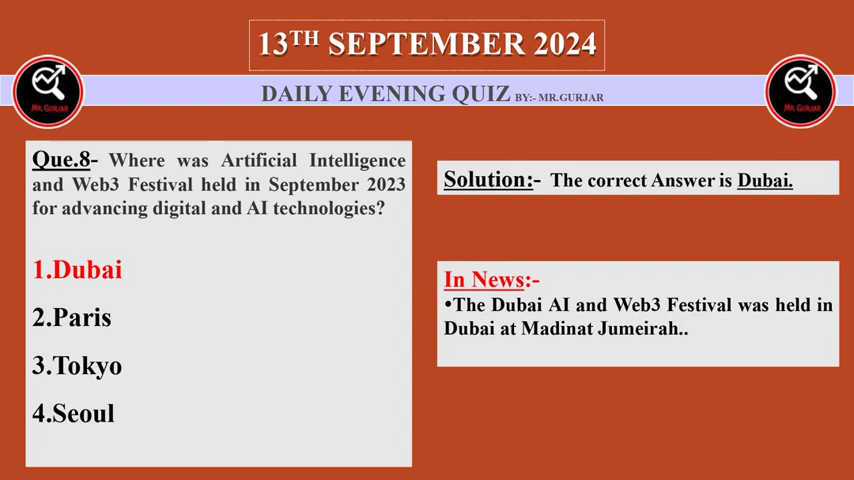 13TH SEPTEMBER 2024
DAILY EVENING QUIZ BY:- MR.GURJAR
MR.GURJAR
MR.GURJAR
Que.8- Where was Artificial Intelligence
and Web3 Festival held in September 2023
for advancing digital and AI technologies?
1.Dubai
2.Paris
3.Tokyo
4.Seoul
Solution:- The correct Answer is Dubai.
In News:-
•The Dubai AI and Web3 Festival was held in
Dubai at Madinat Jumeirah..